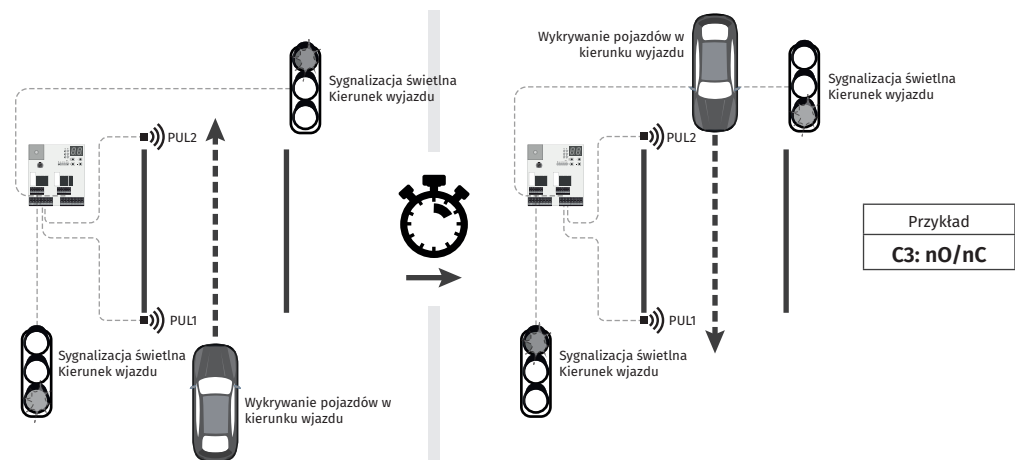 Sygnalizacja świetlna
Kierunek wyjazdu
PUL2
PUL1
Sygnalizacja świetlna
Kierunek wjazdu
Wykrywanie pojazdów w
kierunku wjazdu
Wykrywanie pojazdów w
kierunku wyjazdu
Sygnalizacja świetlna
Kierunek wyjazdu
PUL2
PUL1
Sygnalizacja świetlna
Kierunek wjazdu
Przykład
C3: nO/nC